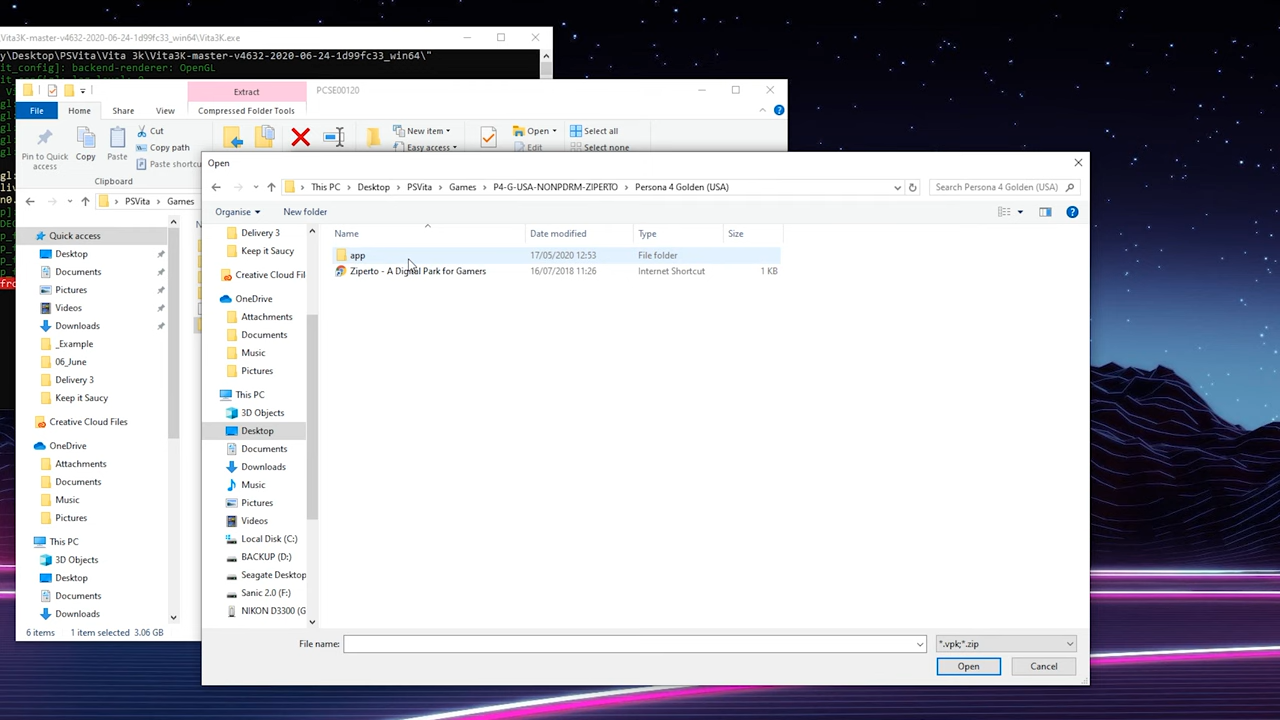 Vita3K-master-v4632-2020-06-24-1d99fc33_win64\Vita3K.exe
y\Desktop\PSVita\Vita 3k\Vita3K-master-v4632-2020-06-24-1d99fc33_win64\"
it_config]: backend-renderer: OpenGL
Extract
PCSE00120
File
Home
Share
View
Compressed Folder Tools
Pin to Quick access
Copy
Paste
Cut
Copy path
Paste shortcu
Clipboard
New item
Easy access
Open
Edit
Select all
Select none
PSVita
Games
Quick access
Desktop
Documents
Pictures
Videos
Downloads
_Example
06_June
Delivery 3
Keep it Saucy
Creative Cloud Files
OneDrive
Attachments
Documents
Music
Pictures
This PC
3D Objects
Desktop
Documents
Downloads
6 items 1 item selected 3.06 GB
Open
This PC
Desktop
PSVita
Games
P4-G-USA-NONPDRM-ZIPERTO
Persona 4 Golden (USA)
Search Persona 4 Golden (USA)
Organise
New folder
Name
Date modified
Type
Size
Delivery 3
Keep it Saucy
Creative Cloud Fil
OneDrive
Attachments
Documents
Music
Pictures
This PC
3D Objects
Desktop
Documents
Downloads
Music
Pictures
Videos
Local Disk (C:)
BACKUP (D:)
Seagate Desktop
Sanic 2.0 (F:)
NIKON D3300 (G
app 17/05/2020 12:53 File folder
Ziperto - A Digital Park for Gamers 16/07/2018 11:26 Internet Shortcut 1 KB
File name:
*.vpk;*.zip
Open
Cancel